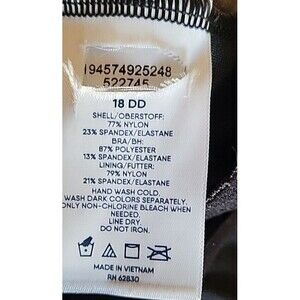 194574925248
522745
18 DD
SHELL/OBERSTOFF:
77% NYLON
23% SPANDEX/ELASTANE
BRA/BH:
87% POLYESTER
13% SPANDEX/ELASTANE
LINING/FUTTER:
79% NYLON
21% SPANDEX/ELASTANE
HAND WASH COLD.
WASH DARK COLORS SEPARATELY.
ONLY NON-CHLORINE BLEACH WHEN
NEEDED.
LINE DRY.
DO NOT IRON.
MADE IN VIETNAM
RN 62830